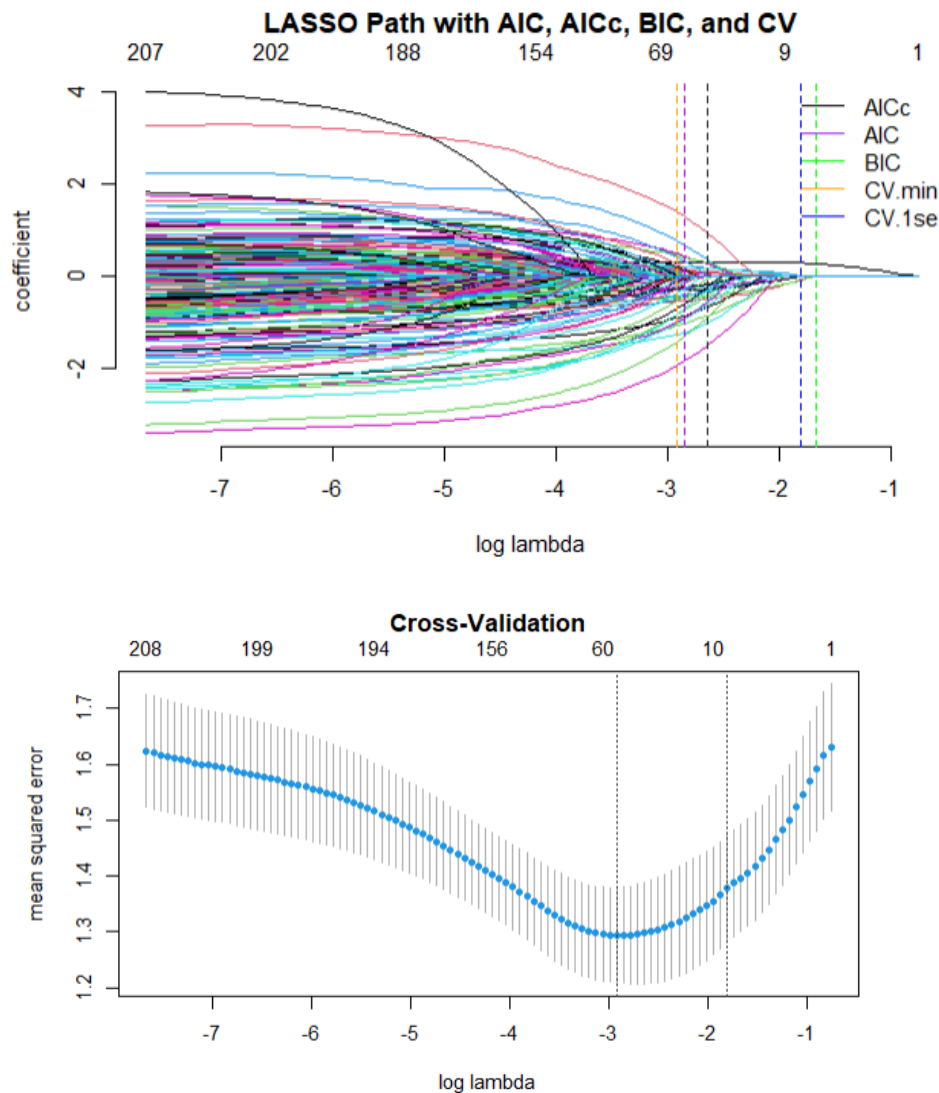 LASSO Path with AIC, AICc, BIC, and CV
207 202 188 154 69 9 1
4
2
0
-2
coefficient
AICc
AIC
BIC
CV.min
CV.1se
-7 -6 -5 -4 -3 -2 -1
log lambda
Cross-Validation
208 199 194 156 60 10 1
1.7
1.6
1.5
1.4
1.3
1.2
mean squared error
-7 -6 -5 -4 -3 -2 -1
log lambda